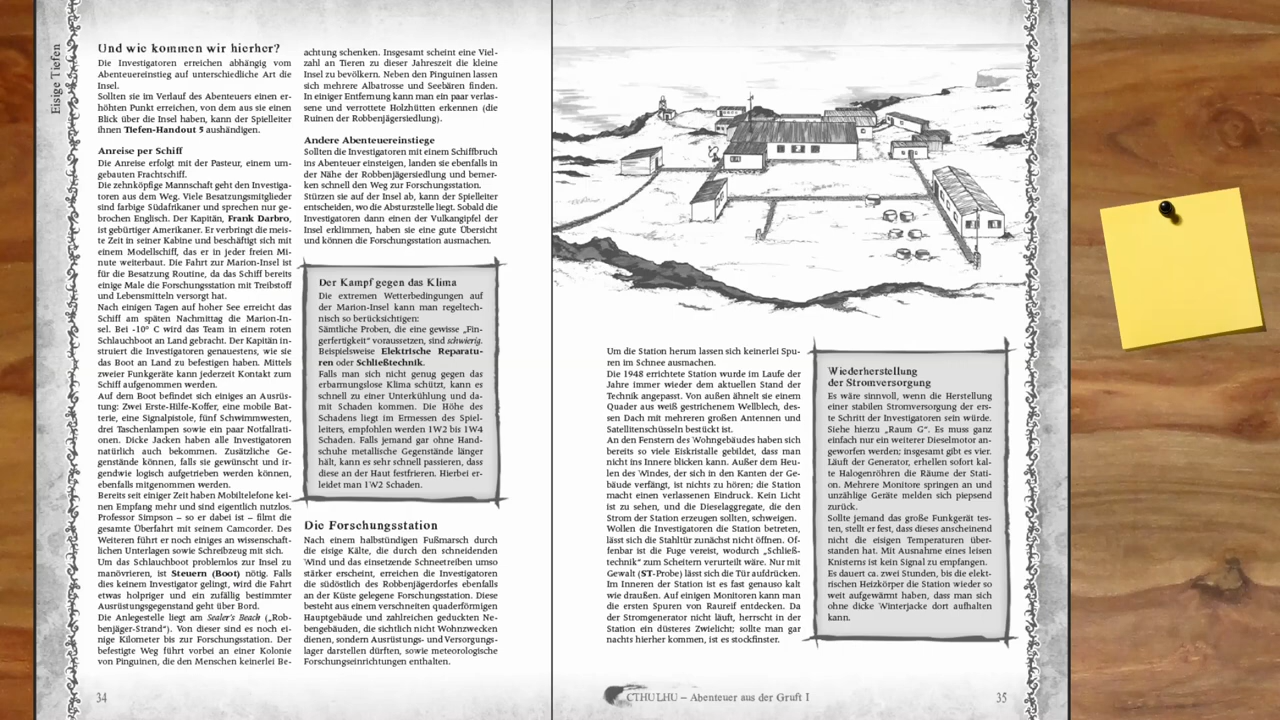 Eisige Tiefen
Und wie kommen wir hierher?
Die Investigatoren erreichen abhängig vom
Abenteuereinstieg auf unterschiedliche Art die
Insel.
Sollten sie im Verlauf des Abenteuers einen er-
höhten Punkt erreichen, von dem aus sie einen
Blick über die Insel haben, kann der Spielleiter
ihnen Tiefen-Handout 5 aushändigen.
Anreise per Schiff
Die Anreise erfolgt mit der Pasteur, einem um-
gebauten Frachtschiff.
Die zehnköpfige Mannschaft geht den Investiga-
toren aus dem Weg. Viele Besatzungsmitglieder
sind farbige Südafrikaner und sprechen nur ge-
brochen Englisch. Der Kapitän, Frank Darbro,
ist gebürtiger Amerikaner. Er verbringt die meis-
te Zeit in seiner Kabine und beschäftigt sich mit
einem Modellschiff, das er in jeder freien Mi-
nute weiterbaut. Die Fahrt zur Marion-Insel ist
für die Besatzung Routine, da das Schiff bereits
einige Male die Forschungsstation mit Treibstoff
und Lebensmitteln versorgt hat.
Nach einigen Tagen auf hoher See erreicht das
Schiff am späten Nachmittag die Marion-In-
sel. Bei -10° C wird das Team in einem roten
Schlauchboot an Land gebracht. Der Kapitän in-
struiert die Investigatoren genauestens, wie sie
das Boot an Land zu befestigen haben. Mittels
zweier Funkgeräte kann jederzeit Kontakt zum
Schiff aufgenommen werden.
Auf dem Boot befindet sich einiges an Ausrüs-
tung: Zwei Erste-Hilfe-Koffer, eine mobile Bat-
terie, eine Signalpistole, fünf Schwimmwesten,
drei Taschenlampen sowie ein paar Notfallrati-
onen. Dicke Jacken haben alle Investigatoren
natürlich auch bekommen. Zusätzliche Ge-
genstände können, falls sie gewünscht und ir-
gendwie logisch aufgetrieben werden können,
ebenfalls mitgenommen werden.
Bereits seit einiger Zeit haben Mobiltelefone kei-
nen Empfang mehr und sind eigentlich nutzlos.
Professor Simpson – so er dabei ist – filmt die
gesamte Überfahrt mit seinem Camcorder. Des
Weiteren führt er noch einiges an wissenschaft-
lichen Unterlagen sowie Schreibzeug mit sich.
Um das Schlauchboot problemlos zur Insel zu
manövrieren, ist Steuern (Boot) nötig. Falls
dies keinem Investigator gelingt, wird die Fahrt
etwas holpriger und ein zufällig bestimmter
Ausrüstungsgegenstand geht über Bord.
Die Anlegestelle liegt am Sealer's Beach („Rob-
benjäger-Strand“). Von dieser sind es noch ei-
nige Kilometer bis zur Forschungsstation. Der
befestigte Weg führt vorbei an einer Kolonie
von Pinguinen, die den Menschen keinerlei Be-
achtung schenken. Insgesamt scheint eine Viel-
zahl an Tieren zu dieser Jahreszeit die kleine
Insel zu bevölkern. Neben den Pinguinen lassen
sich mehrere Albatrosse und Seebären finden.
In einiger Entfernung kann man ein paar verlas-
sene und verrottete Holzhütten erkennen (die
Ruinen der Robbenjägersiedlung).
Andere Abenteuereinstiege
Sollten die Investigatoren mit einem Schiffbruch
ins Abenteuer einsteigen, landen sie ebenfalls in
der Nähe der Robbenjägersiedlung und bemer-
ken schnell den Weg zur Forschungsstation.
Stürzen sie auf der Insel ab, kann der Spielleiter
entscheiden, wo die Absturzstelle liegt. Sobald die
Investigatoren dann einen der Vulkangipfel der
Insel erklimmen, haben sie eine gute Übersicht
und können die Forschungsstation ausmachen.
Der Kampf gegen das Klima
Die extremen Wetterbedingungen auf
der Marion-Insel kann man regeltech-
nisch so berücksichtigen:
Sämtliche Proben, die eine gewisse „Fin-
gerfertigkeit“ voraussetzen, sind schwierig.
Beispielsweise Elektrische Reparatu-
ren oder Schließtechnik.
Falls man sich nicht genug gegen das
erbarmungslose Klima schützt, kann es
schnell zu einer Unterkühlung und da-
mit Schaden kommen. Die Höhe des
Schadens liegt im Ermessen des Spiel-
leiters, empfohlen werden 1W2 bis 1W4
Schaden. Falls jemand gar ohne Hand-
schuhe metallische Gegenstände länger
hält, kann es sehr schnell passieren, dass
diese an der Haut festfrieren. Hierbei er-
leidet man 1W2 Schaden.
Die Forschungsstation
Nach einem halbstündigen Fußmarsch durch
die eisige Kälte, die durch den schneidenden
Wind und das einsetzende Schneetreiben umso
stärker erscheint, erreichen die Investigatoren
die südöstlich des Robbenjägerdorfes ebenfalls
an der Küste gelegene Forschungsstation. Diese
besteht aus einem verschneiten quaderförmigen
Hauptgebäude und zahlreichen geduckten Ne-
bengebäuden, die sichtlich nicht Wohnzwecken
dienen, sondern Ausrüstungs- und Versorgungs-
lager darstellen dürften, sowie meteorologische
Forschungseinrichtungen enthalten.
34
Um die Station herum lassen sich keinerlei Spu-
ren im Schnee ausmachen.
Die 1948 errichtete Station wurde im Laufe der
Jahre immer wieder dem aktuellen Stand der
Technik angepasst. Von außen ähnelt sie einem
Quader aus weiß gestrichenem Wellblech, des-
sen Dach mit mehreren großen Antennen und
Satellitenschüsseln bestückt ist.
An den Fenstern des Wohngebäudes haben sich
bereits so viele Eiskristalle gebildet, dass man
nicht ins Innere blicken kann. Außer dem Heu-
len des Windes, der sich in den Kanten der Ge-
bäude verfängt, ist nichts zu hören; die Station
macht einen verlassenen Eindruck. Kein Licht
ist zu sehen, und die Dieselaggregate, die den
Strom der Station erzeugen sollten, schweigen.
Wollen die Investigatoren die Station betreten,
lässt sich die Stahltür zunächst nicht öffnen. Of-
fenbar ist die Fuge vereist, wodurch „Schließ-
technik“ zum Scheitern verurteilt wäre. Nur mit
Gewalt (ST-Probe) lässt sich die Tür aufdrücken.
Im Inneren der Station ist es fast genauso kalt
wie draußen. Auf einigen Monitoren kann man
die ersten Spuren von Raureif entdecken. Da
der Stromgenerator nicht läuft, herrscht in der
Station ein düsteres Zwielicht; sollte man gar
nachts hierher kommen, ist es stockfinster.
Wiederherstellung
der Stromversorgung
Es wäre sinnvoll, wenn die Herstellung
einer stabilen Stromversorgung der ers-
te Schritt der Investigatoren sein würde.
Siehe hierzu „Raum G“. Es muss ganz
einfach nur ein weiterer Dieselmotor an-
geworfen werden; insgesamt gibt es vier.
Läuft der Generator, erhellen sofort kal-
te Halogenröhren die Räume der Stati-
on. Mehrere Monitore springen an und
unzählige Geräte melden sich piepsend
zurück.
Sollte jemand das große Funkgerät tes-
ten, stellt er fest, dass dieses anscheinend
nicht die eisigen Temperaturen über-
standen hat. Mit Ausnahme eines leisen
Knisterns ist kein Signal zu empfangen.
Es dauert ca. zwei Stunden, bis die elekt-
rischen Heizkörper die Station wieder so
weit aufgewärmt haben, dass man sich
ohne dicke Winterjacke dort aufhalten
kann.
CTHULHU – Abenteuer aus der Gruft I
35